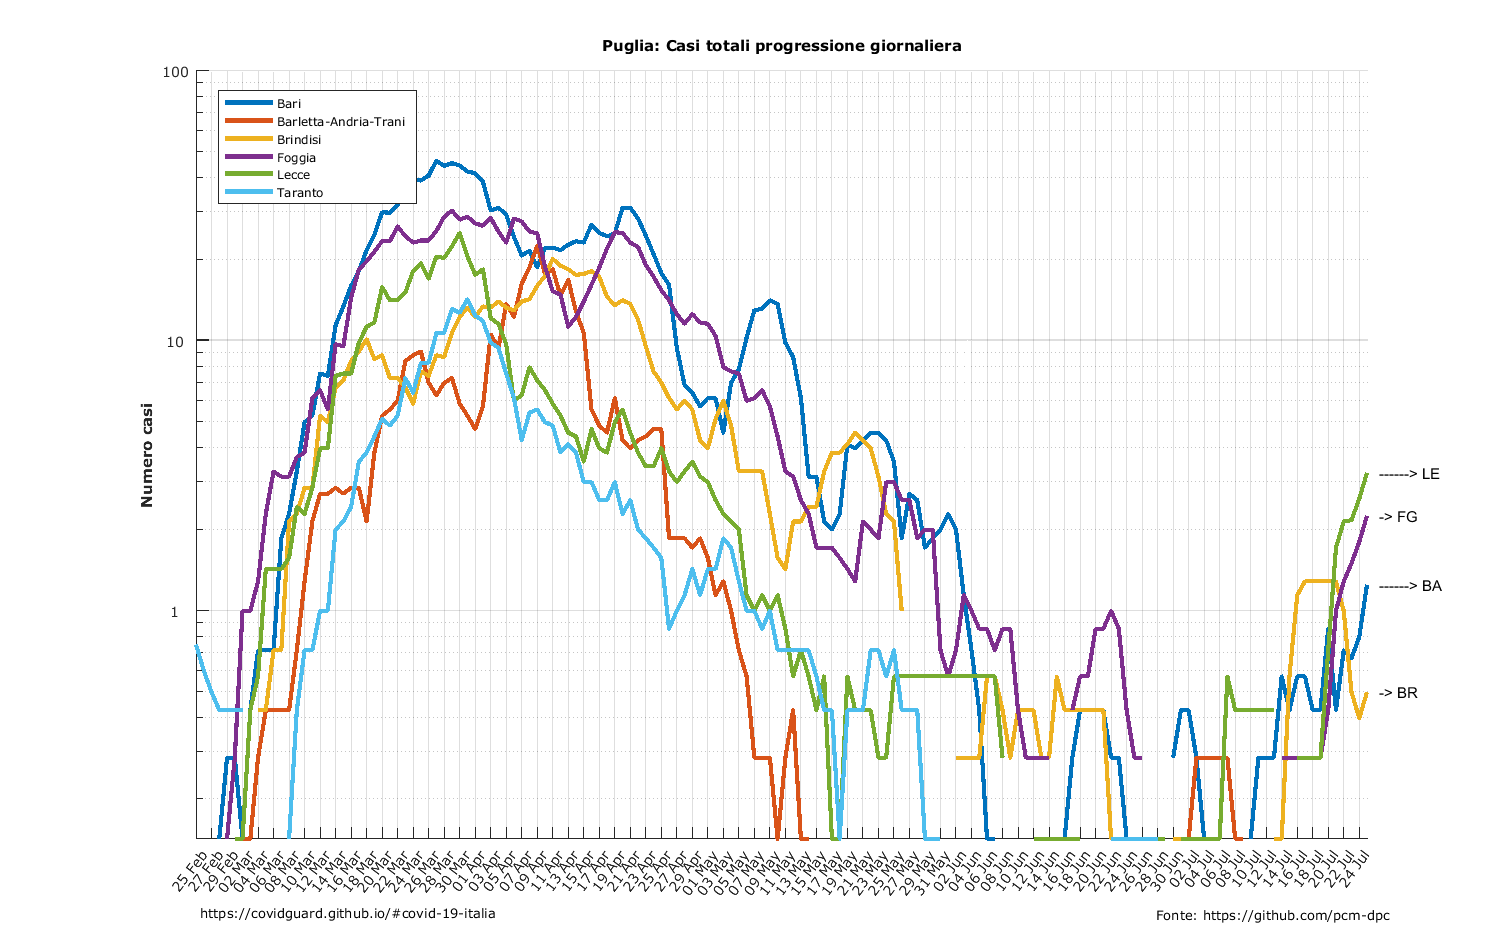 Puglia: Casi totali progressione giornaliera
100
10
1
Numero casi
Bari
Barletta-Andria-Trani
Brindisi
Foggia
Lecce
Taranto
------> LE
-> FG
------> BA
-> BR
25 Feb
27 Feb
29 Feb
02 Mar
04 Mar
06 Mar
08 Mar
10 Mar
12 Mar
14 Mar
16 Mar
18 Mar
20 Mar
22 Mar
24 Mar
26 Mar
28 Mar
30 Mar
01 Apr
03 Apr
05 Apr
07 Apr
09 Apr
11 Apr
13 Apr
15 Apr
17 Apr
19 Apr
21 Apr
23 Apr
25 Apr
27 Apr
29 Apr
01 May
03 May
05 May
07 May
09 May
11 May
13 May
15 May
17 May
19 May
21 May
23 May
25 May
27 May
29 May
31 May
02 Jun
04 Jun
06 Jun
08 Jun
10 Jun
12 Jun
14 Jun
16 Jun
18 Jun
20 Jun
22 Jun
24 Jun
26 Jun
28 Jun
30 Jun
02 Jul
04 Jul
06 Jul
08 Jul
10 Jul
12 Jul
14 Jul
16 Jul
18 Jul
20 Jul
22 Jul
24 Jul
https://covidguard.github.io/#covid-19-italia
Fonte: https://github.com/pcm-dpc